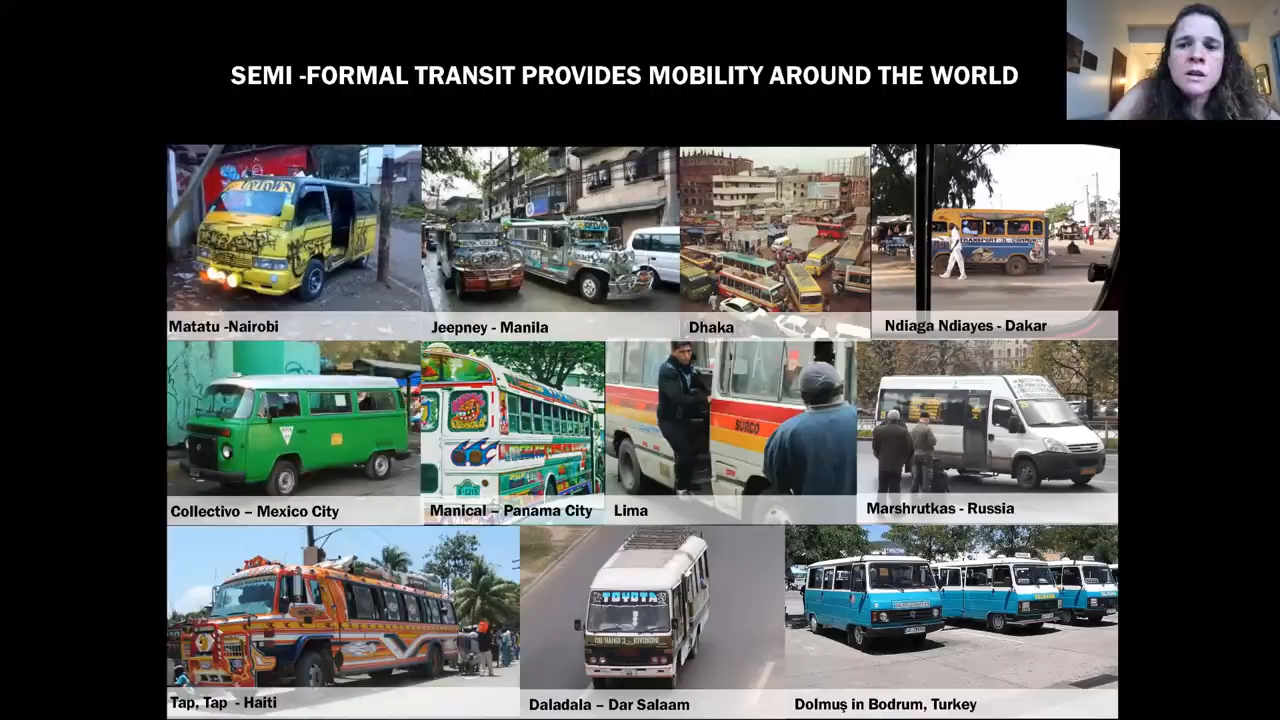 SEMI -FORMAL TRANSIT PROVIDES MOBILITY AROUND THE WORLD
Matatu -Nairobi
Jeepney - Manila
Dhaka
TRANSPORT
Ndiaga Ndiayes - Dakar
SURCO
Collectivo – Mexico City
Manical – Panama City
Lima
Marshrutkas - Russia
TOYOTA
Tap, Tap - Haiti
Daladala – Dar Salaam
Dolmuş in Bodrum, Turkey